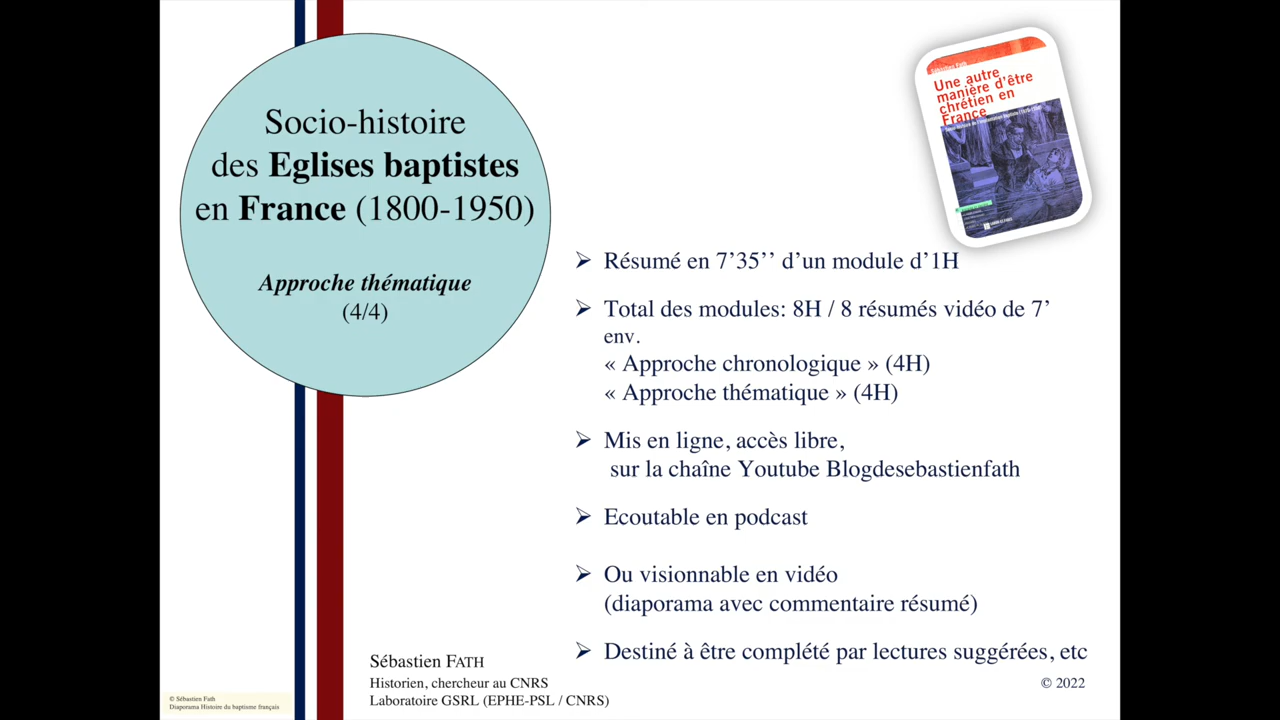 Socio-histoire
des Eglises baptistes
en France (1800-1950)
Approche thématique
(4/4)
Sébastien Fath
Une autre
manière d'être
chrétien en
France
➢ Résumé en 7’35’’ d’un module d’1H
➢ Total des modules: 8H / 8 résumés vidéo de 7’
env.
« Approche chronologique » (4H)
« Approche thématique » (4H)
➢ Mis en ligne, accès libre,
sur la chaîne Youtube Blogdesebastienfath
➢ Ecoutable en podcast
➢ Ou visionnable en vidéo
(diaporama avec commentaire résumé)
➢ Destiné à être complété par lectures suggérées, etc
Sébastien FATH
Historien, chercheur au CNRS
Laboratoire GSRL (EPHE-PSL / CNRS)
© 2022
© Sébastien Fath
Diaporama Histoire du baptisme français